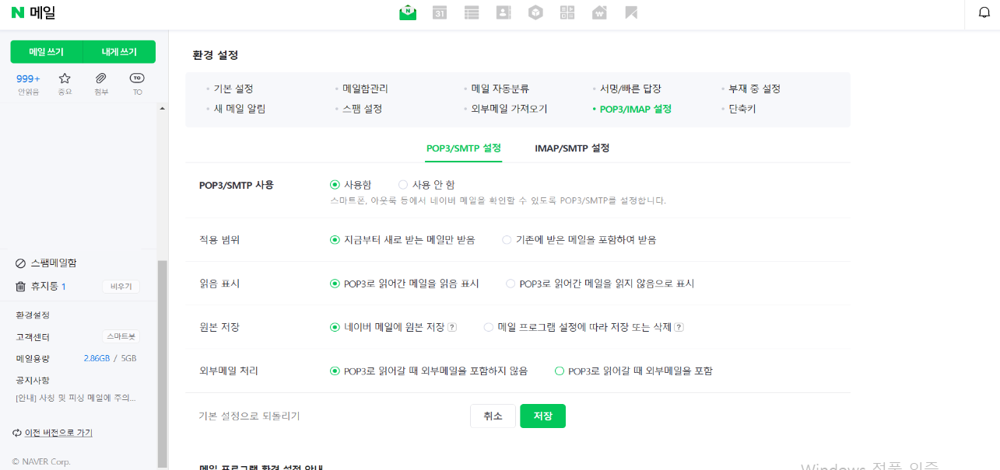 N 메일
31
메일 쓰기 내게 쓰기
999+
안읽음 중요 첨부 TO
스팸메일함
휴지통 1 비우기
환경설정
고객센터 스마트봇
메일용량 2.86GB / 5GB
공지사항
[안내] 사칭 및 피싱 메일에 주의...
이전 버전으로 가기
© NAVER Corp.
환경 설정
기본 설정 메일함관리 메일 자동분류 서명/빠른 답장 부재 중 설정
새 메일 알림 스팸 설정 외부메일 가져오기 POP3/IMAP 설정 단축키
POP3/SMTP 설정 IMAP/SMTP 설정
POP3/SMTP 사용 사용함 사용 안 함
스마트폰, 아웃룩 등에서 네이버 메일을 확인할 수 있도록 POP3/SMTP를 설정합니다.
적용 범위 지금부터 새로 받는 메일만 받음 기존에 받은 메일을 포함하여 받음
읽음 표시 POP3로 읽어간 메일을 읽음 표시 POP3로 읽어간 메일을 읽지 않음으로 표시
원본 저장 네이버 메일에 원본 저장 ? 메일 프로그램 설정에 따라 저장 또는 삭제 ?
외부메일 처리 POP3로 읽어갈 때 외부메일을 포함하지 않음 POP3로 읽어갈 때 외부메일을 포함
기본 설정으로 되돌리기 취소 저장
메일 프로그램 환경 설정 안내
Windows 정품 인증